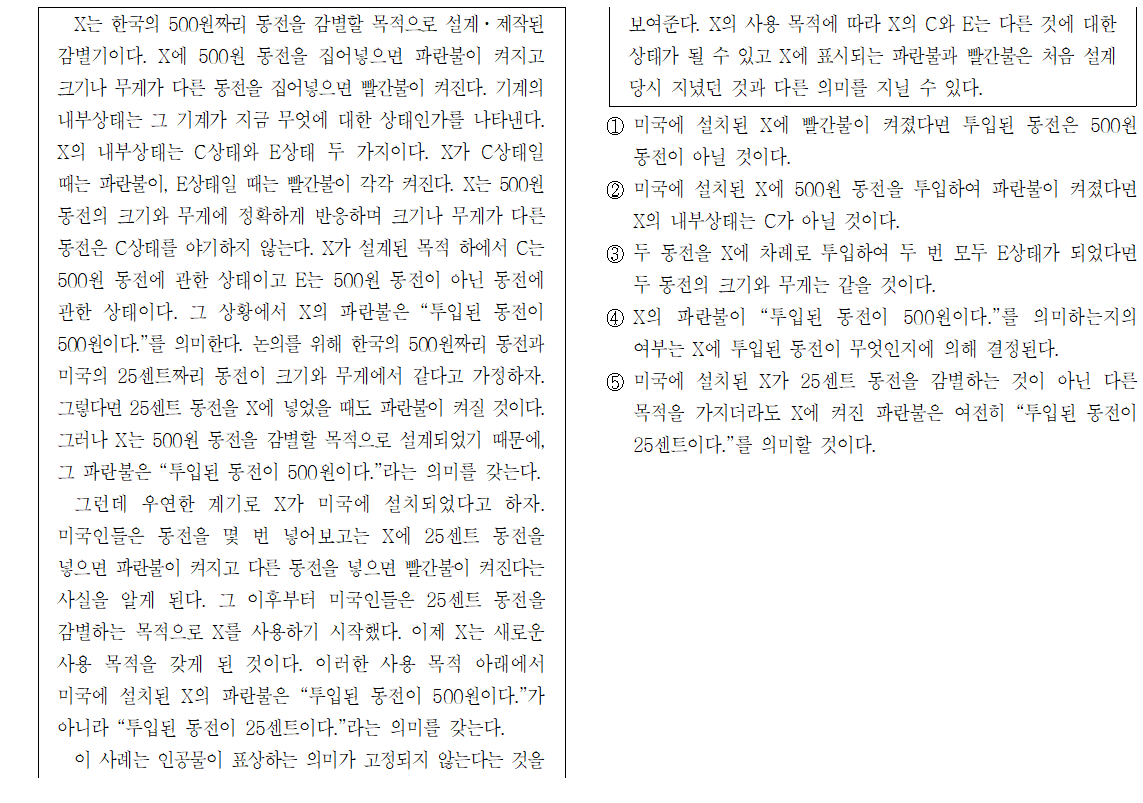 X는 한국의 500원짜리 동전을 감별할 목적으로 설계·제작된
감별기이다. X에 500원 동전을 집어넣으면 파란불이 켜지고
크기나 무게가 다른 동전을 집어넣으면 빨간불이 켜진다. 기계의
내부상태는 그 기계가 지금 무엇에 대한 상태인가를 나타낸다.
X의 내부상태는 C상태와 E상태 두 가지이다. X가 C상태일
때는 파란불이, E상태일 때는 빨간불이 각각 켜진다. X는 500원
동전의 크기와 무게에 정확하게 반응하며 크기나 무게가 다른
동전은 C상태를 야기하지 않는다. X가 설계된 목적 하에서 C는
500원 동전에 관한 상태이고 E는 500원 동전이 아닌 동전에
관한 상태이다. 그 상황에서 X의 파란불은 “투입된 동전이
500원이다.”를 의미한다. 논의를 위해 한국의 500원짜리 동전과
미국의 25센트짜리 동전이 크기와 무게에서 같다고 가정하자.
그렇다면 25센트 동전을 X에 넣었을 때도 파란불이 켜질 것이다.
그러나 X는 500원 동전을 감별할 목적으로 설계되었기 때문에,
그 파란불은 “투입된 동전이 500원이다.”라는 의미를 갖는다.
그런데 우연한 계기로 X가 미국에 설치되었다고 하자.
미국인들은 동전을 몇 번 넣어보고는 X에 25센트 동전을
넣으면 파란불이 켜지고 다른 동전을 넣으면 빨간불이 켜진다는
사실을 알게 된다. 그 이후부터 미국인들은 25센트 동전을
감별하는 목적으로 X를 사용하기 시작했다. 이제 X는 새로운
사용 목적을 갖게 된 것이다. 이러한 사용 목적 아래에서
미국에 설치된 X의 파란불은 “투입된 동전이 500원이다.”가
아니라 “투입된 동전이 25센트이다.”라는 의미를 갖는다.
이 사례는 인공물이 표상하는 의미가 고정되지 않는다는 것을
보여준다. X의 사용 목적에 따라 X의 C와 E는 다른 것에 대한
상태가 될 수 있고 X에 표시되는 파란불과 빨간불은 처음 설계
당시 지녔던 것과 다른 의미를 지닐 수 있다.
① 미국에 설치된 X에 빨간불이 켜졌다면 투입된 동전은 500원
동전이 아닐 것이다.
② 미국에 설치된 X에 500원 동전을 투입하여 파란불이 켜졌다면
X의 내부상태는 C가 아닐 것이다.
③ 두 동전을 X에 차례로 투입하여 두 번 모두 E상태가 되었다면
두 동전의 크기와 무게는 같을 것이다.
④ X의 파란불이 “투입된 동전이 500원이다.”를 의미하는지의
여부는 X에 투입된 동전이 무엇인지에 의해 결정된다.
⑤ 미국에 설치된 X가 25센트 동전을 감별하는 것이 아닌 다른
목적을 가지더라도 X에 켜진 파란불은 여전히 “투입된 동전이
25센트이다.”를 의미할 것이다.